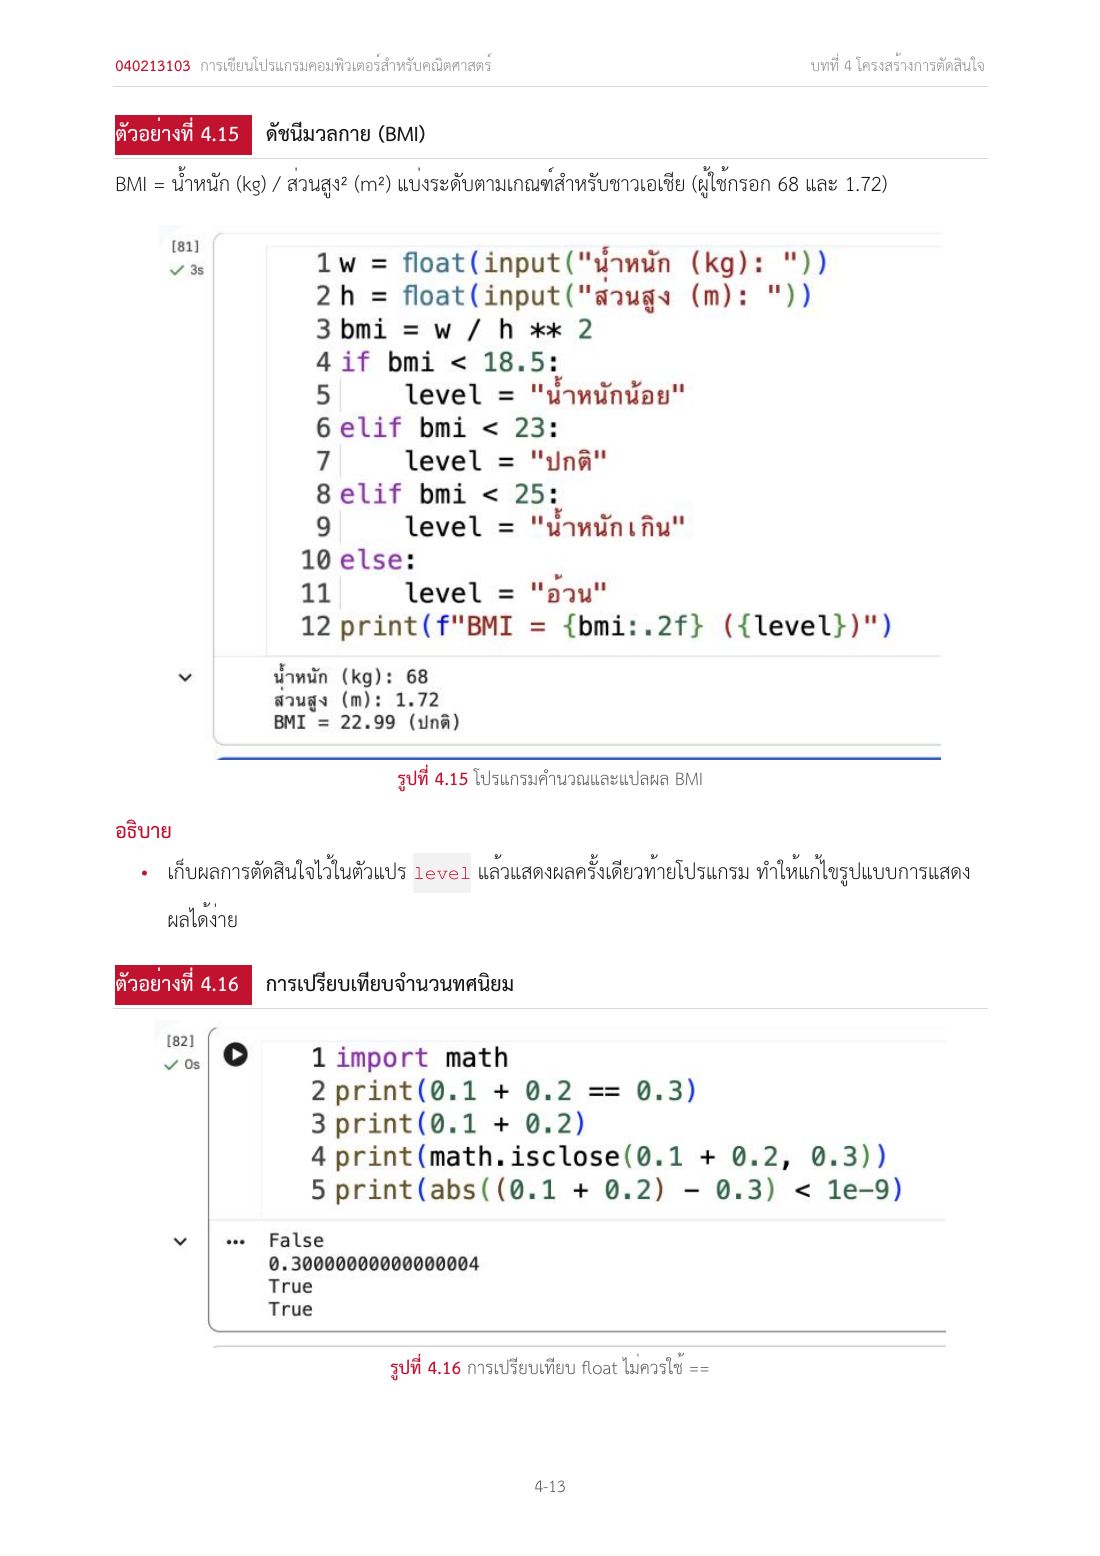 040213103 การเขียนโปรแกรมคอมพิวเตอร์สำหรับคณิตศาสตร์ บทที่ 4 โครงสร้างการตัดสินใจ
ตัวอย่างที่ 4.15 ดัชนีมวลกาย (BMI)
BMI = น้ำหนัก (kg) / ส่วนสูง² (m²) แบ่งระดับตามเกณฑ์สำหรับชาวเอเชีย (ผู้ใช้กรอก 68 และ 1.72)
[81]
3s
1 w = float(input("น้ำหนัก (kg): "))
2 h = float(input("ส่วนสูง (m): "))
3 bmi = w / h ** 2
4 if bmi < 18.5:
5     level = "น้ำหนักน้อย"
6 elif bmi < 23:
7     level = "ปกติ"
8 elif bmi < 25:
9     level = "น้ำหนักเกิน"
10 else:
11     level = "อ้วน"
12 print(f"BMI = {bmi:.2f} ({level})")
น้ำหนัก (kg): 68
ส่วนสูง (m): 1.72
BMI = 22.99 (ปกติ)
รูปที่ 4.15 โปรแกรมคำนวณและแปลผล BMI
อธิบาย
• เก็บผลการตัดสินใจไว้ในตัวแปร level แล้วแสดงผลครั้งเดียวท้ายโปรแกรม ทำให้แก้ไขรูปแบบการแสดง
ผลได้ง่าย
ตัวอย่างที่ 4.16 การเปรียบเทียบจำนวนทศนิยม
[82]
0s
1 import math
2 print(0.1 + 0.2 == 0.3)
3 print(0.1 + 0.2)
4 print(math.isclose(0.1 + 0.2, 0.3))
5 print(abs((0.1 + 0.2) - 0.3) < 1e-9)
False
0.30000000000000004
True
True
รูปที่ 4.16 การเปรียบเทียบ float ไม่ควรใช้ ==
4-13